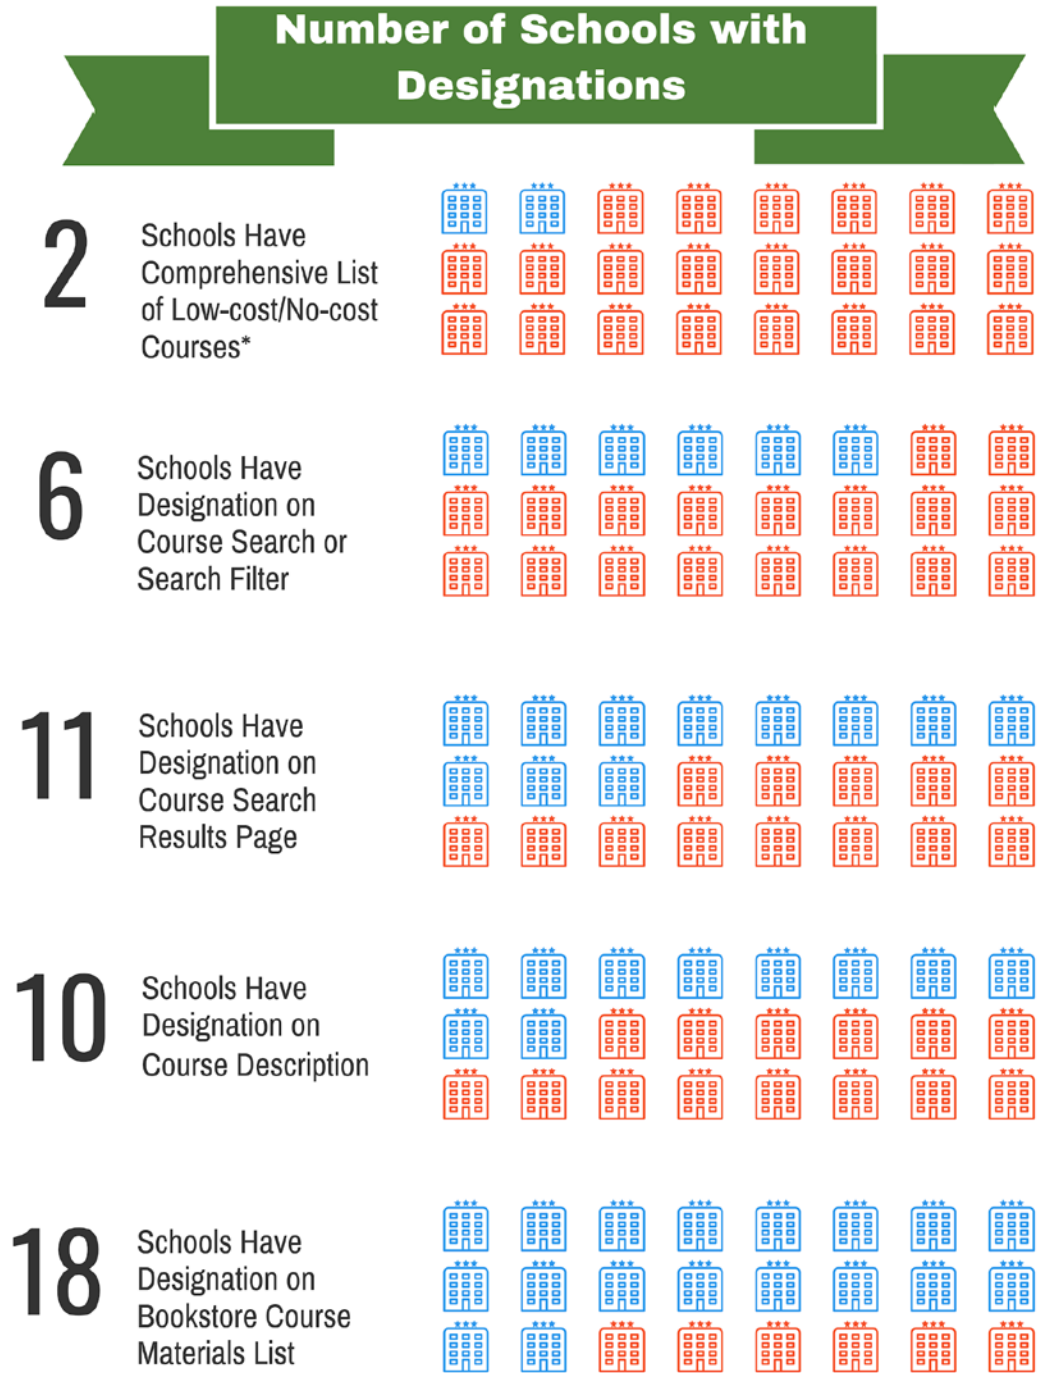 Number of Schools with
Designations
2
Schools Have
Comprehensive List
of Low-cost/No-cost
Courses*
6
Schools Have
Designation on
Course Search or
Search Filter
11
Schools Have
Designation on
Course Search
Results Page
10
Schools Have
Designation on
Course Description
18
Schools Have
Designation on
Bookstore Course
Materials List